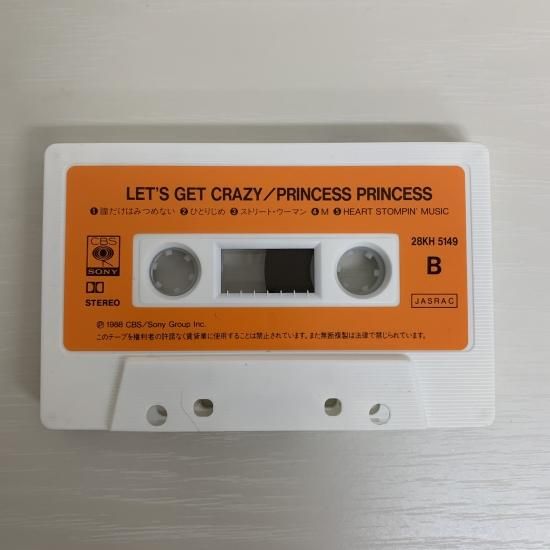 LET'S GET CRAZY/PRINCESS PRINCESS
❶瞳だけはみつめない ❷ひとりじめ ❸ストリート・ウーマン ❹M ❺HEART STOMPIN' MUSIC
CBS
SONY
28KH 5149
B
DOLBY STEREO
JASRAC
℗1988 CBS/Sony Group Inc.
このテープを権利者の許諾なく賃貸業に使用することは禁止されています。また無断複製は法律で禁じられています。